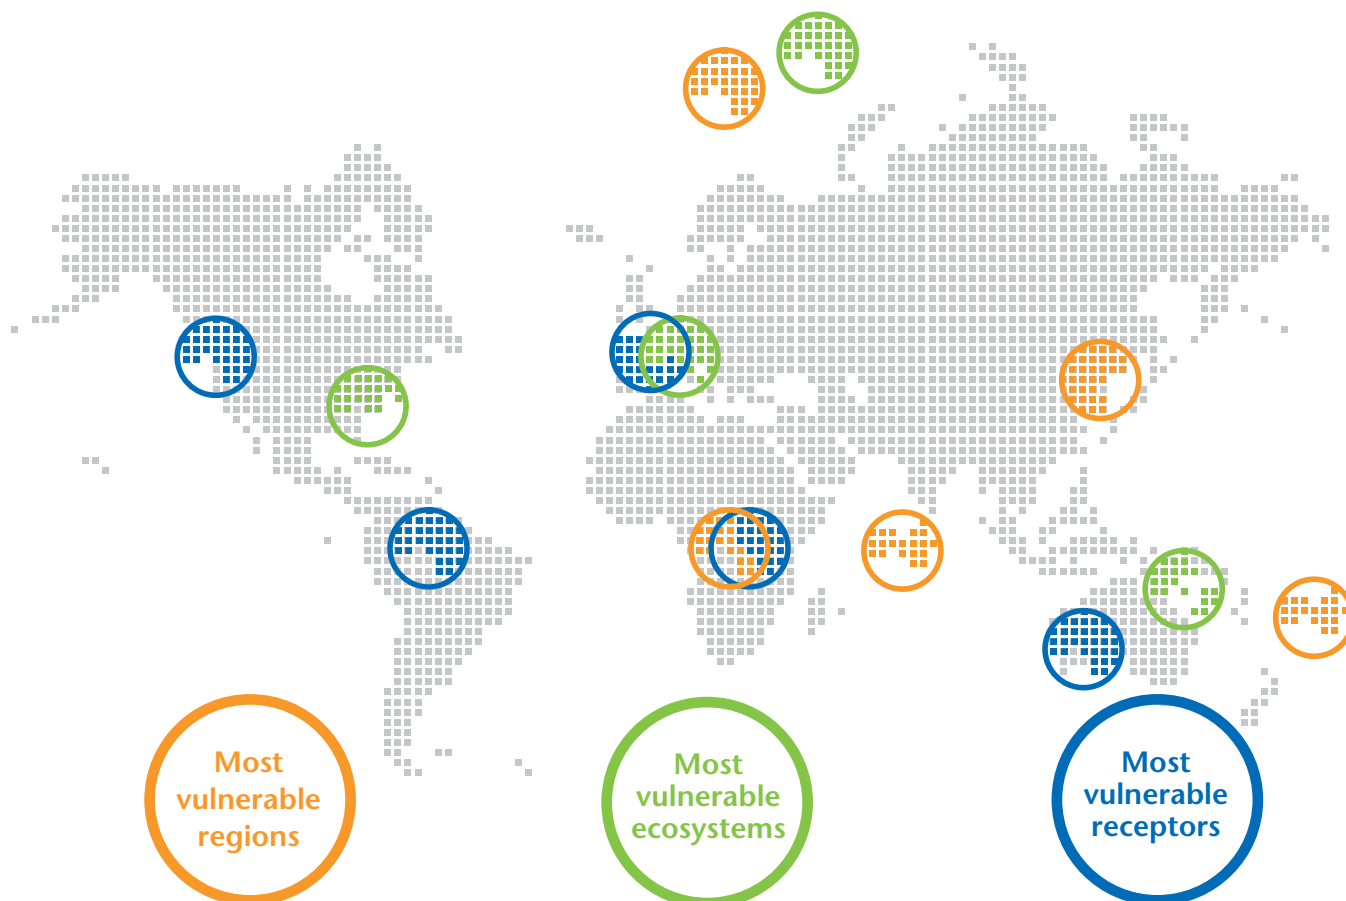 Most
vulnerable
regions
Most
vulnerable
ecosystems
Most
vulnerable
receptors